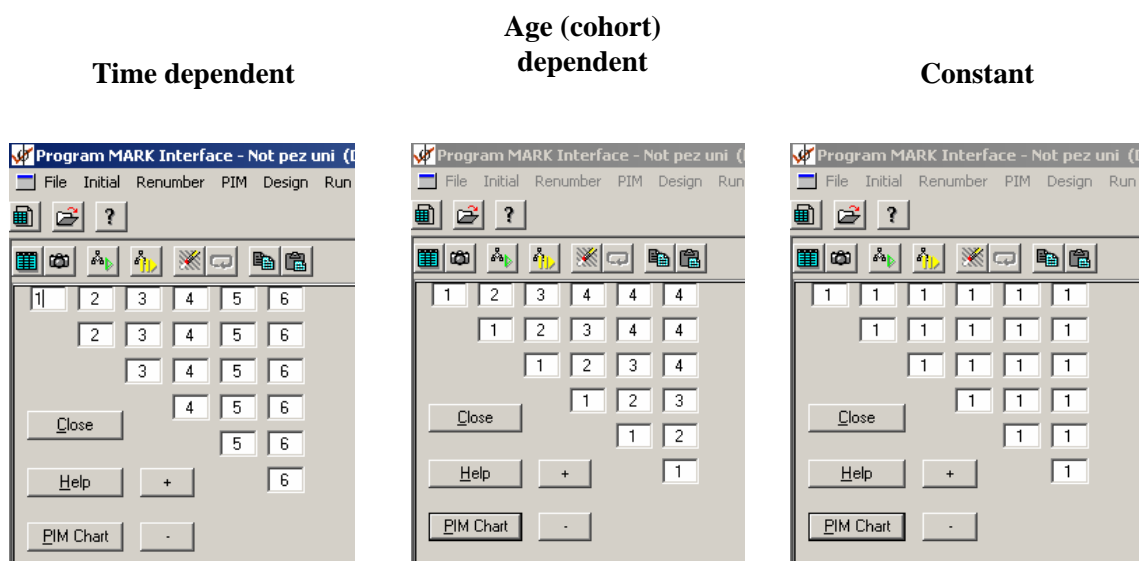 Time dependent
Age (cohort)
dependent
Constant
Program MARK Interface - Not pez uni (D
File Initial Renumber PIM Design Run
?
1 2 3 4 5 6
2 3 4 5 6
3 4 5 6
4 5 6
Close
5 6
Help + 6
PIM Chart -
Program MARK Interface - Not pez uni (
File Initial Renumber PIM Design Run
?
1 2 3 4 4 4
1 2 3 4 4
1 2 3 4
1 2 3
Close
1 2
Help + 1
PIM Chart -
Program MARK Interface - Not pez uni (
File Initial Renumber PIM Design Run
?
1 1 1 1 1 1
1 1 1 1 1
1 1 1 1
1 1 1
Close
1 1
Help + 1
PIM Chart -